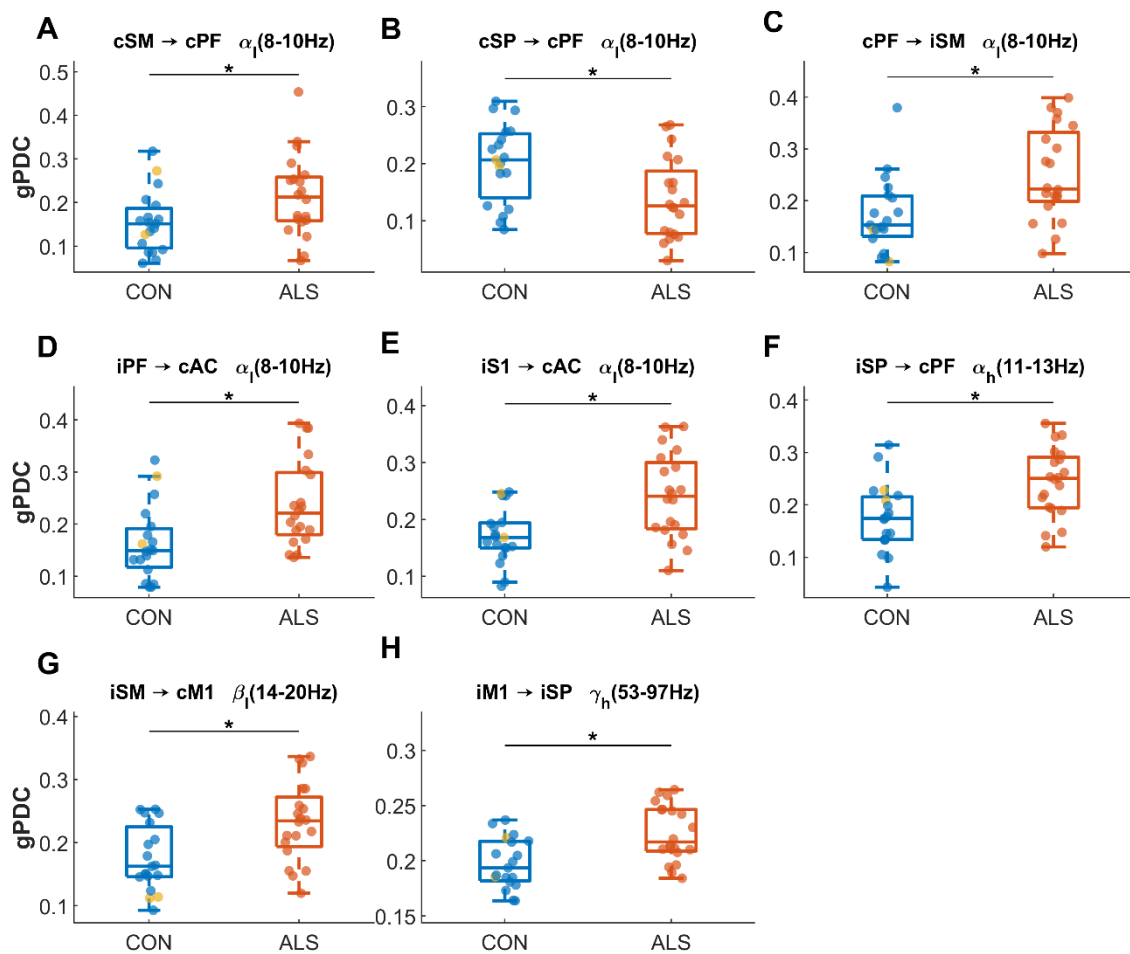 A
cSM → cPF α_l(8-10Hz)
*
gPDC
0.5
0.4
0.3
0.2
0.1
CON
ALS
B
cSP → cPF α_l(8-10Hz)
*
0.3
0.2
0.1
CON
ALS
C
cPF → iSM α_l(8-10Hz)
*
0.4
0.3
0.2
0.1
CON
ALS
D
iPF → cAC α_l(8-10Hz)
*
gPDC
0.4
0.3
0.2
0.1
CON
ALS
E
iS1 → cAC α_l(8-10Hz)
*
0.4
0.3
0.2
0.1
CON
ALS
F
iSP → cPF α_h(11-13Hz)
*
0.4
0.3
0.2
0.1
CON
ALS
G
iSM → cM1 β_l(14-20Hz)
*
gPDC
0.4
0.3
0.2
0.1
CON
ALS
H
iM1 → iSP γ_h(53-97Hz)
*
0.3
0.25
0.2
0.15
CON
ALS